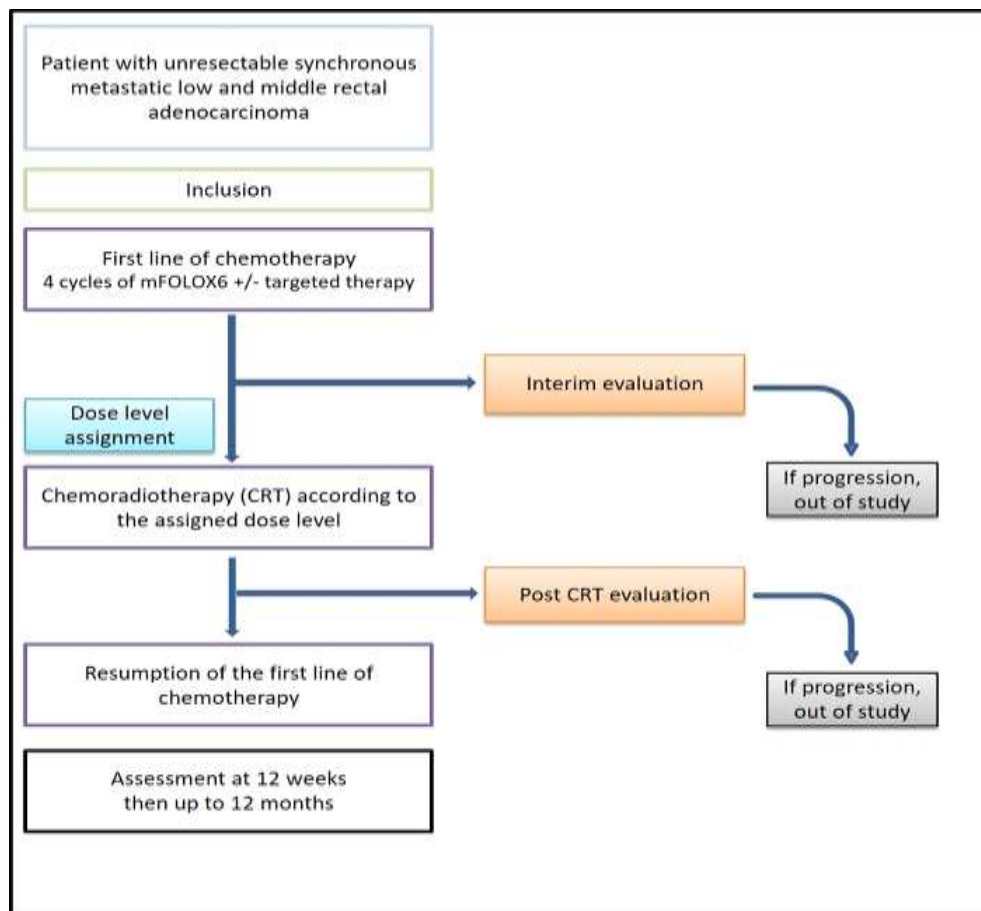 Patient with unresectable synchronous
metastatic low and middle rectal
adenocarcinoma
Inclusion
First line of chemotherapy
4 cycles of mFOLOX6 +/- targeted therapy
Interim evaluation
Dose level
assignment
If progression,
out of study
Chemoradiotherapy (CRT) according to
the assigned dose level
Post CRT evaluation
If progression,
out of study
Resumption of the first line of
chemotherapy
Assessment at 12 weeks
then up to 12 months